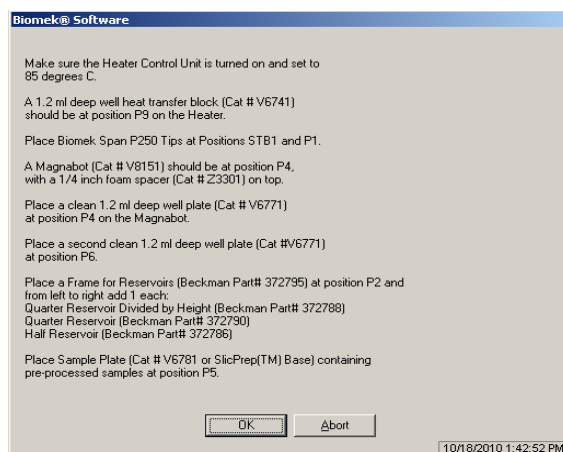 Biomek® Software
Make sure the Heater Control Unit is turned on and set to
85 degrees C.
A 1.2 ml deep well heat transfer block (Cat # V6741)
should be at position P9 on the Heater.
Place Biomek Span P250 Tips at Positions STB1 and P1.
A Magnabot (Cat # V8151) should be at position P4,
with a 1/4 inch foam spacer (Cat # Z3301) on top.
Place a clean 1.2 ml deep well plate (Cat # V6771)
at position P4 on the Magnabot.
Place a second clean 1.2 ml deep well plate (Cat #V6771)
at position P6.
Place a Frame for Reservoirs (Beckman Part# 372795) at position P2 and
from left to right add 1 each:
Quarter Reservoir Divided by Height (Beckman Part# 372788)
Quarter Reservoir (Beckman Part# 372790)
Half Reservoir (Beckman Part# 372786)
Place Sample Plate (Cat # V6781 or SlicPrep(TM) Base) containing
pre-processed samples at position P5.
OK Abort
10/18/2010 1:42:52 PM